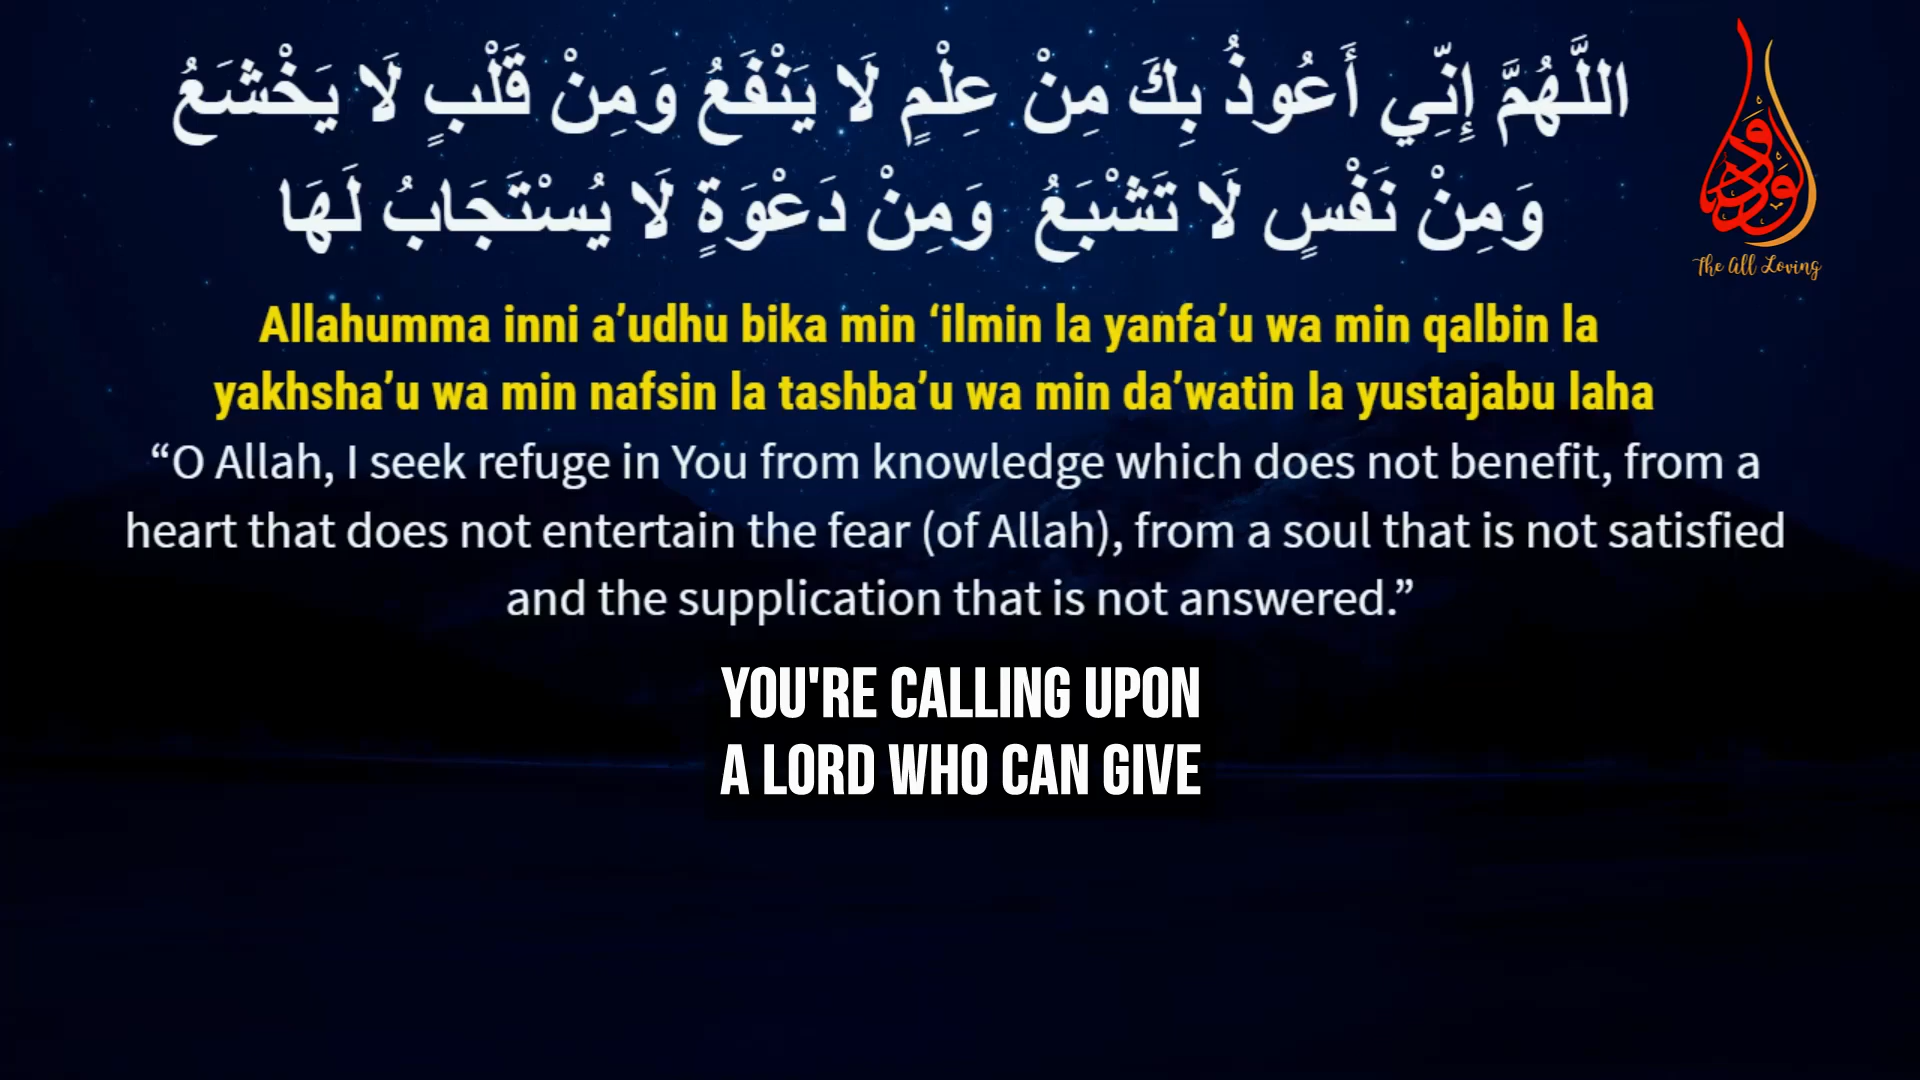 اللَّهُمَّ إِنِّي أَعُوذُ بِكَ مِنْ عِلْمٍ لَا يَنْفَعُ وَمِنْ قَلْبٍ لَا يَخْشَعُ
وَمِنْ نَفْسٍ لَا تَشْبَعُ وَمِنْ دَعْوَةٍ لَا يُسْتَجَابُ لَهَا
ودود
The All Loving
Allahumma inni a’udhu bika min ‘ilmin la yanfa’u wa min qalbin la
yakhsha’u wa min nafsin la tashba’u wa min da’watin la yustajabu laha
“O Allah, I seek refuge in You from knowledge which does not benefit, from a
heart that does not entertain the fear (of Allah), from a soul that is not satisfied
and the supplication that is not answered.”
YOU'RE CALLING UPON
A LORD WHO CAN GIVE